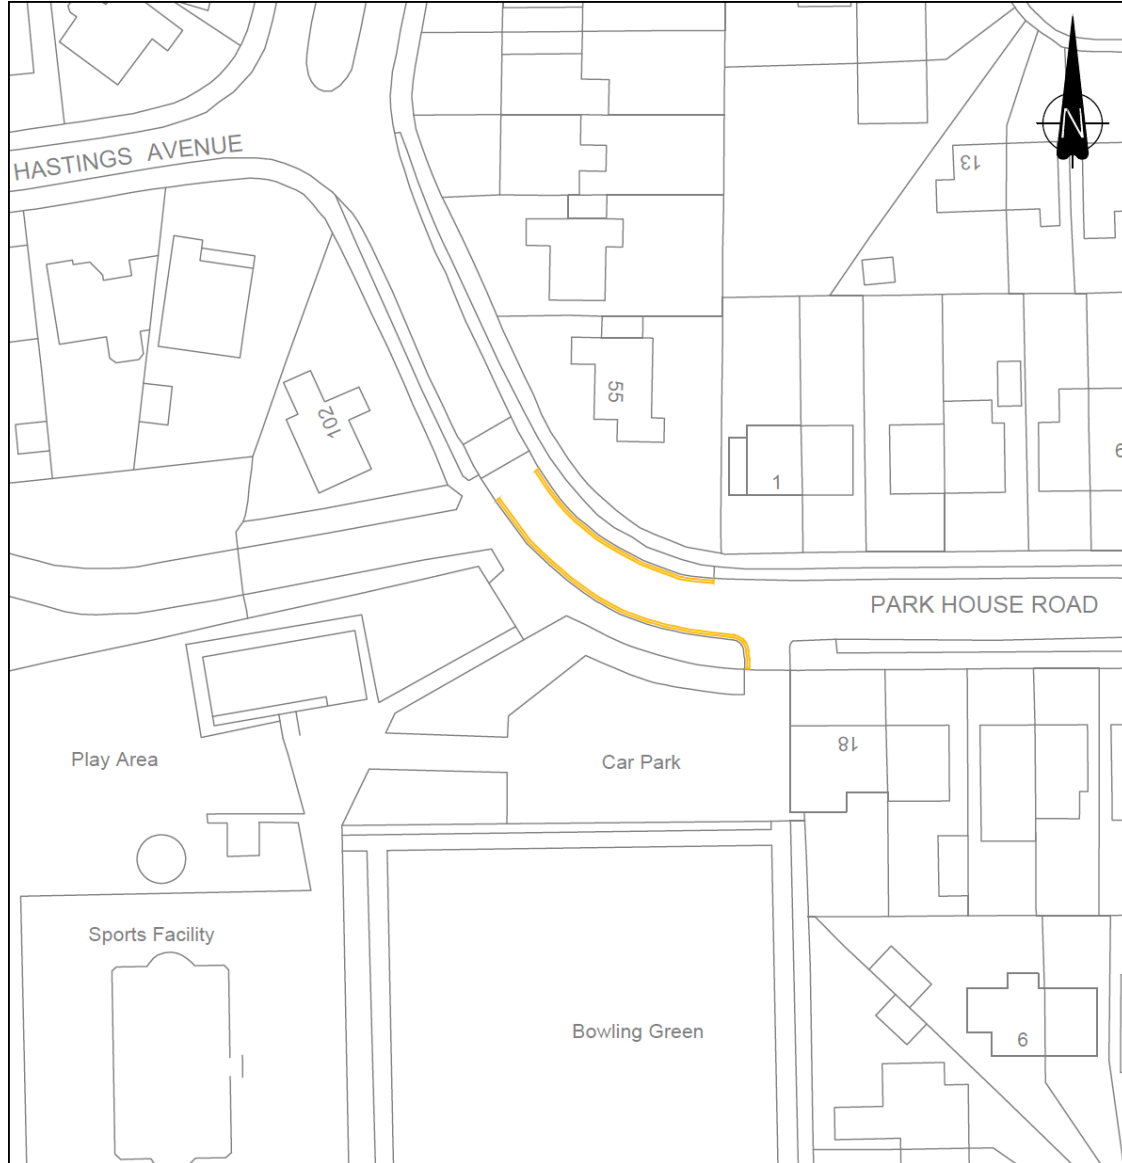 HASTINGS AVENUE
N
13
55
102
1
6
PARK HOUSE ROAD
18
Play Area
Car Park
Sports Facility
Bowling Green
6